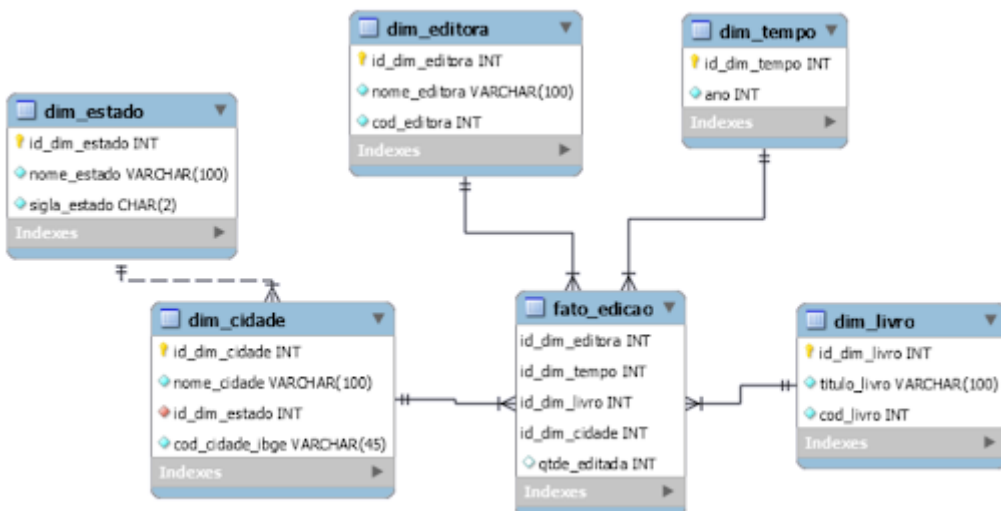 dim_editora
id_dim_editora INT
nome_editora VARCHAR(100)
cod_editora INT
Indexes
dim_tempo
id_dim_tempo INT
ano INT
Indexes
dim_estado
id_dim_estado INT
nome_estado VARCHAR(100)
sigla_estado CHAR(2)
Indexes
dim_cidade
id_dim_cidade INT
nome_cidade VARCHAR(100)
id_dim_estado INT
cod_cidade_ibge VARCHAR(45)
Indexes
fato_edicao
id_dim_editora INT
id_dim_tempo INT
id_dim_livro INT
id_dim_cidade INT
qtde_editada INT
Indexes
dim_livro
id_dim_livro INT
titulo_livro VARCHAR(100)
cod_livro INT
Indexes